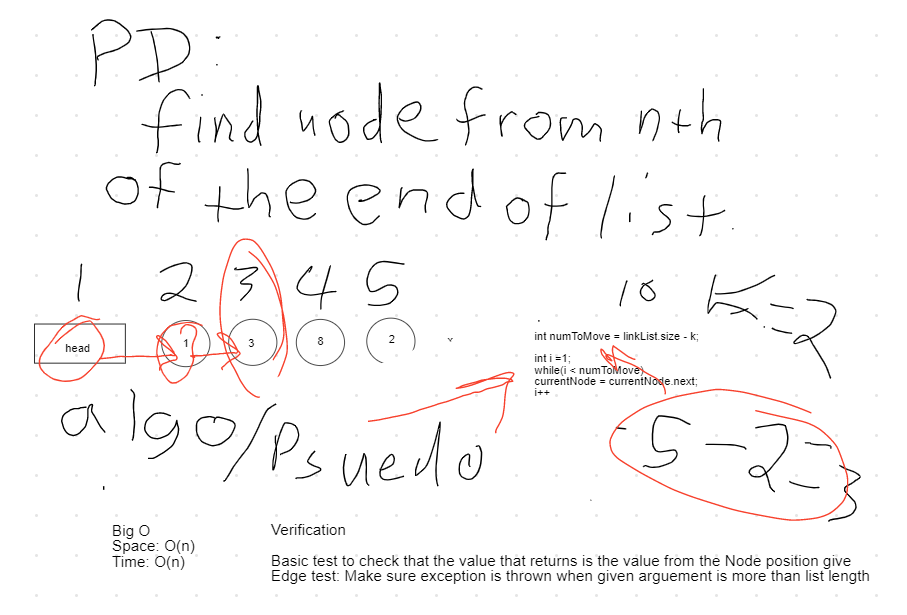 PD:
find node from nth
of the end of list.
1 2 3 4 5
10 K=2
head 1 3 8 2
int numToMove = linkList.size - k;
int i =1;
while(i < numToMove)
currentNode = currentNode.next;
i++
algo/Psuedo
5-2=3
Big O
Space: O(n)
Time: O(n)
Verification
Basic test to check that the value that returns is the value from the Node position give
Edge test: Make sure exception is thrown when given arguement is more than list length